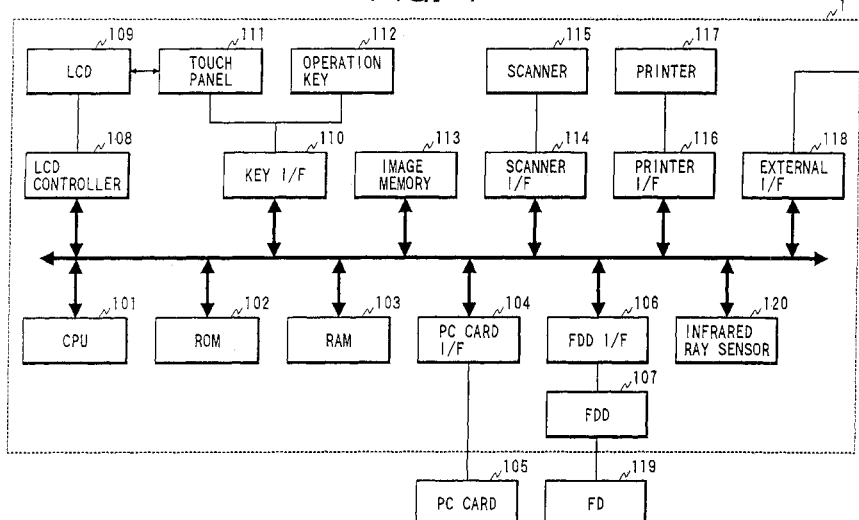 1
109
111
112
115
117
LCD
TOUCH
PANEL
OPERATION
KEY
SCANNER
PRINTER
108
110
113
114
116
118
LCD
CONTROLLER
KEY I/F
IMAGE
MEMORY
SCANNER
I/F
PRINTER
I/F
EXTERNAL
I/F
101
102
103
104
106
120
CPU
ROM
RAM
PC CARD
I/F
FDD I/F
INFRARED
RAY SENSOR
107
FDD
105
119
PC CARD
FD